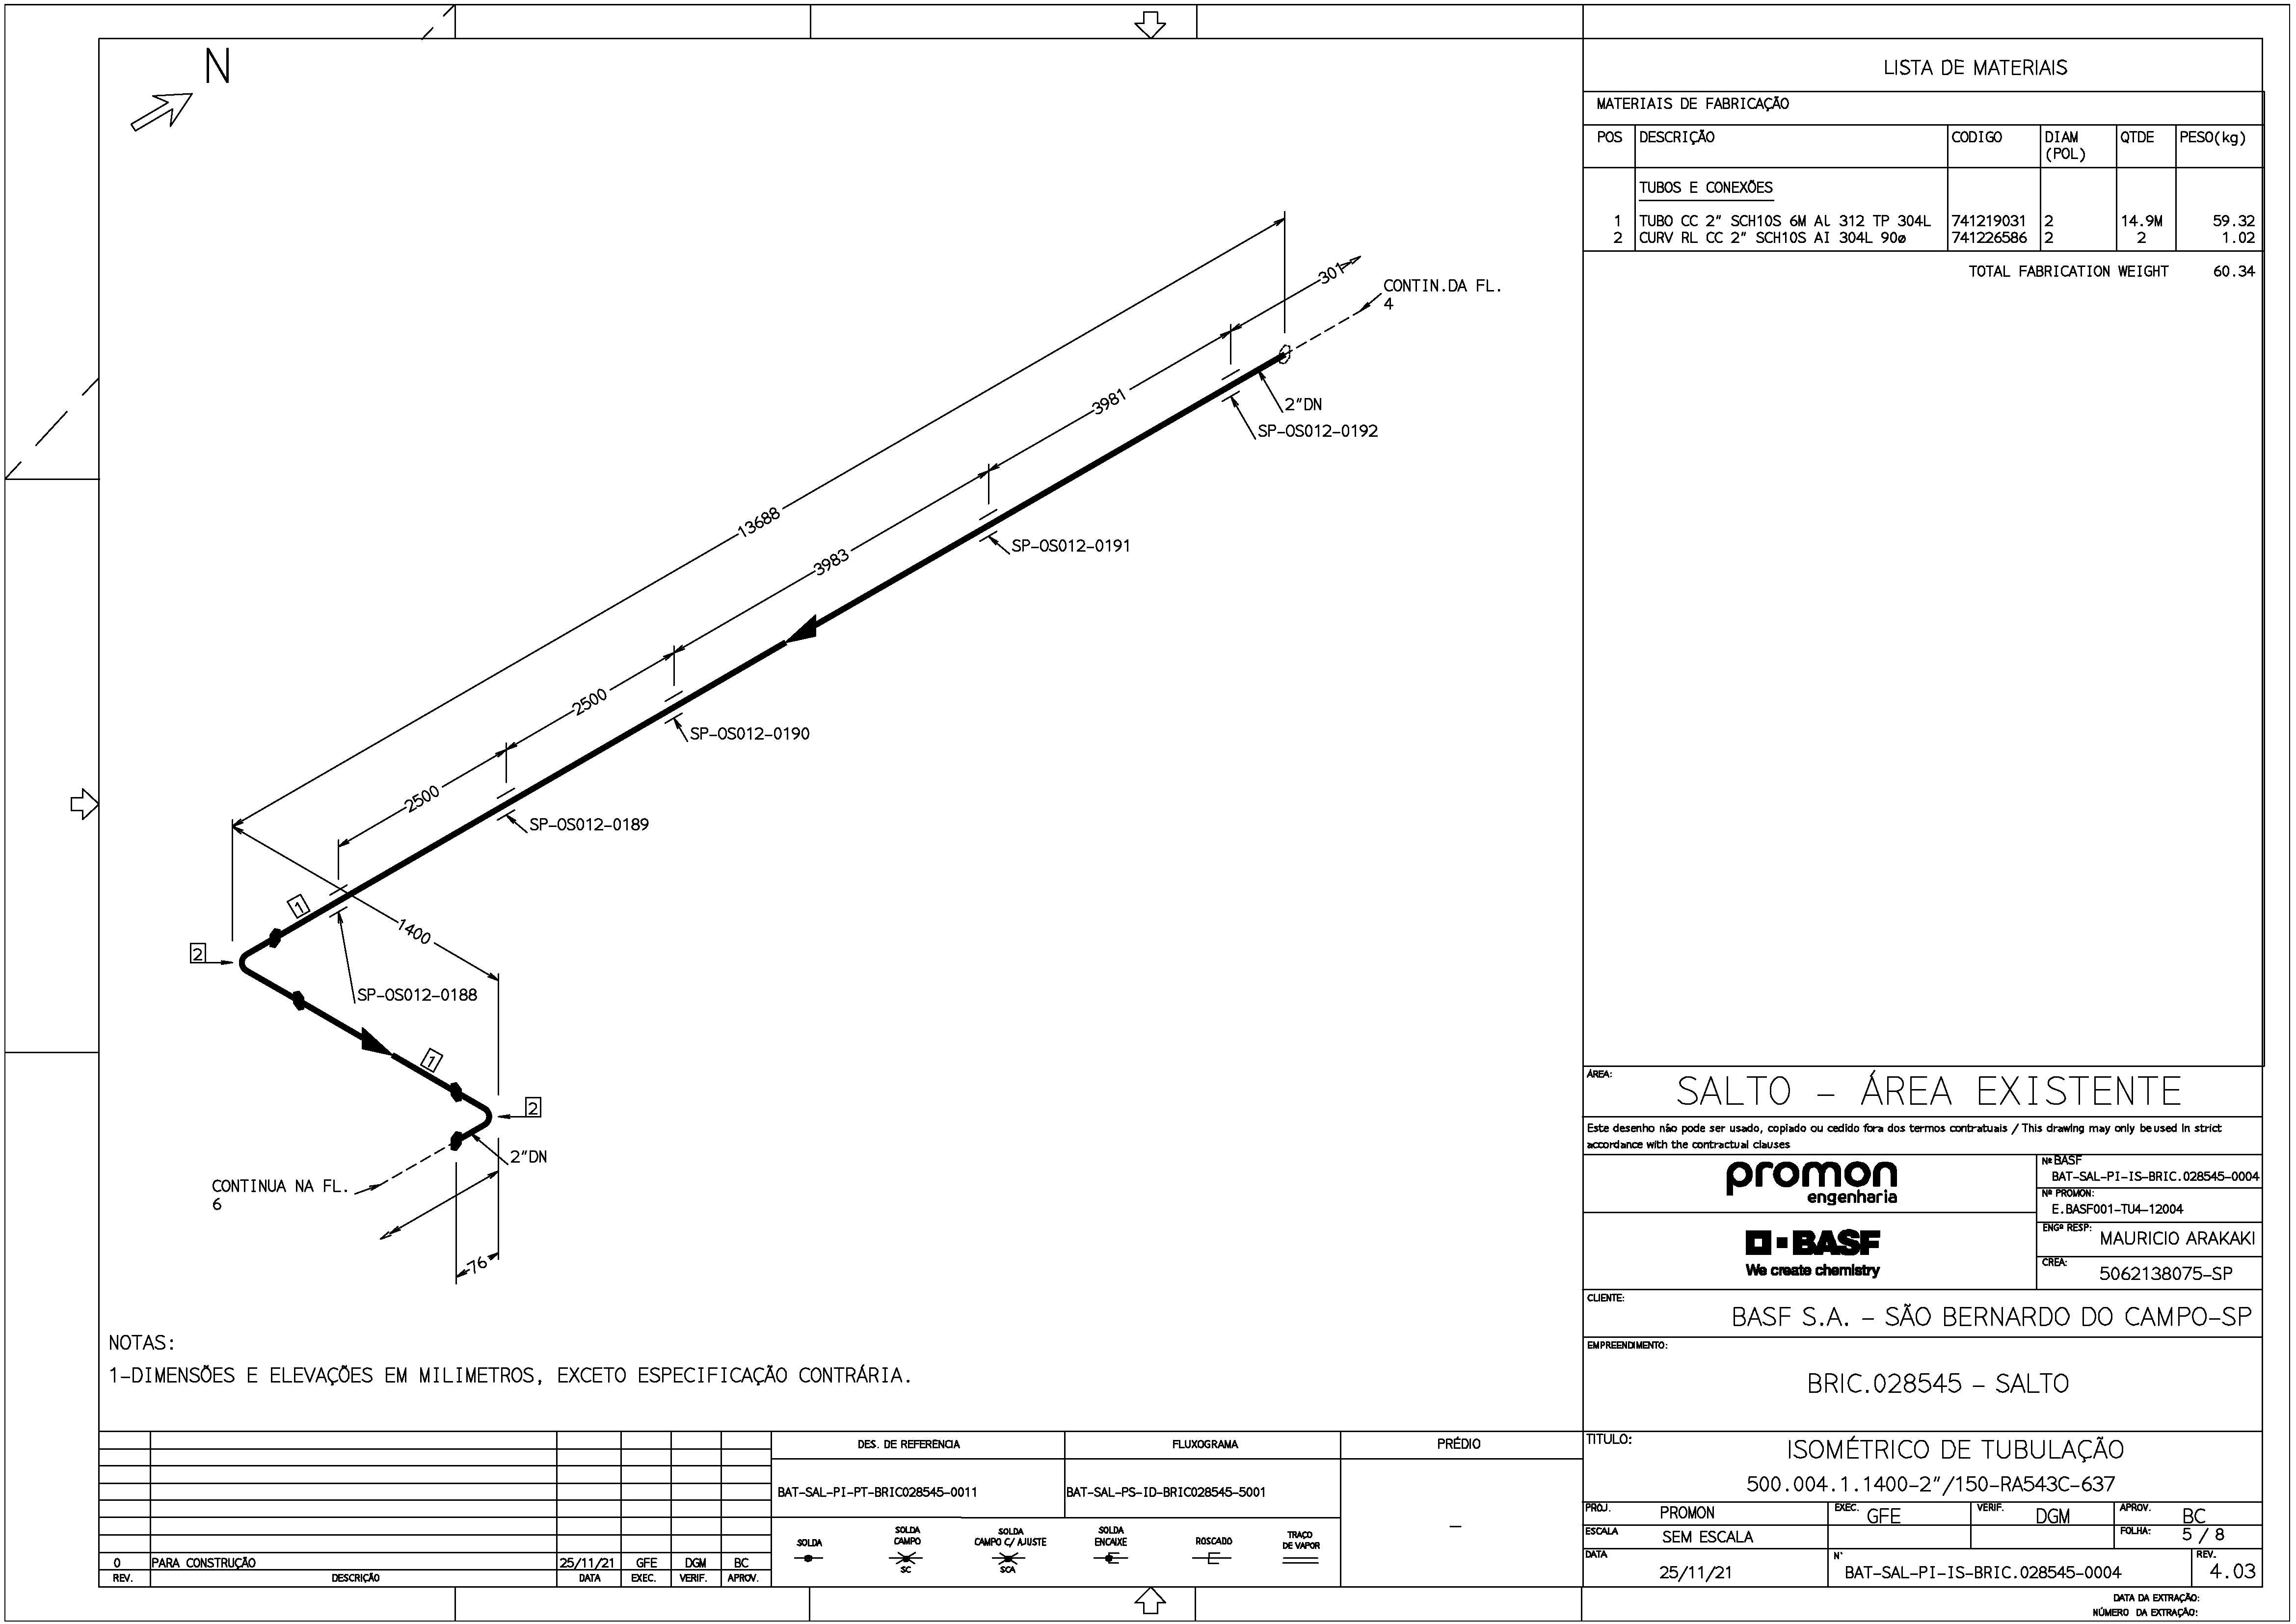 N
LISTA DE MATERIAIS
MATERIAIS DE FABRICAÇÃO
POS DESCRIÇÃO CODIGO DIAM (POL) QTDE PESO(kg)
TUBOS E CONEXÕES
1 TUBO CC 2" SCH10S 6M Al 312 TP 304L 741219031 2 14.9M 59.32
2 CURV RL CC 2" SCH10S AI 304L 90ø 741226586 2 2 1.02
TOTAL FABRICATION WEIGHT 60.34
301
CONTIN.DA FL.
4
3981
2"DN
SP-OS012-0192
13688
SP-OS012-0191
3983
2500
SP-OS012-0190
2500
SP-OS012-0189
1
1400
2
SP-OS012-0188
1
2
2"DN
CONTINUA NA FL.
6
76
NOTAS:
1-DIMENSÕES E ELEVAÇÕES EM MILIMETROS, EXCETO ESPECIFICAÇÃO CONTRÁRIA.
ÁREA:
SALTO - ÁREA EXISTENTE
Este desenho não pode ser usado, copiado ou cedido fora dos termos contratuais / This drawing may only be used in strict
accordance with the contractual clauses
promon
engenharia
Nº BASF
BAT-SAL-PI-IS-BRIC.028545-0004
Nº PROMON:
E.BASF001-TU4-12004
BASF
We create chemistry
ENGº RESP:
MAURICIO ARAKAKI
CREA:
5062138075-SP
CLIENTE:
BASF S.A. - SÃO BERNARDO DO CAMPO-SP
EMPREENDIMENTO:
BRIC.028545 - SALTO
TITULO:
ISOMÉTRICO DE TUBULAÇÃO
500.004.1.1400-2"/150-RA543C-637
PROJ. PROMON EXEC. GFE VERIF. DGM APROV. BC
ESCALA SEM ESCALA FOLHA: 5 / 8
DATA 25/11/21 N° BAT-SAL-PI-IS-BRIC.028545-0004 REV. 4.03
DES. DE REFERÊNCIA FLUXOGRAMA PRÉDIO
BAT-SAL-PI-PT-BRIC028545-0011 BAT-SAL-PS-ID-BRIC028545-5001 -
SOLDA
SOLDA CAMPO
SC
SOLDA CAMPO C/ AJUSTE
SCA
SOLDA ENCAIXE
ROSCADO
TRAÇO DE VAPOR
0 PARA CONSTRUÇÃO 25/11/21 GFE DGM BC
REV. DESCRIÇÃO DATA EXEC. VERIF. APROV.
DATA DA EXTRAÇÃO:
NÚMERO DA EXTRAÇÃO: